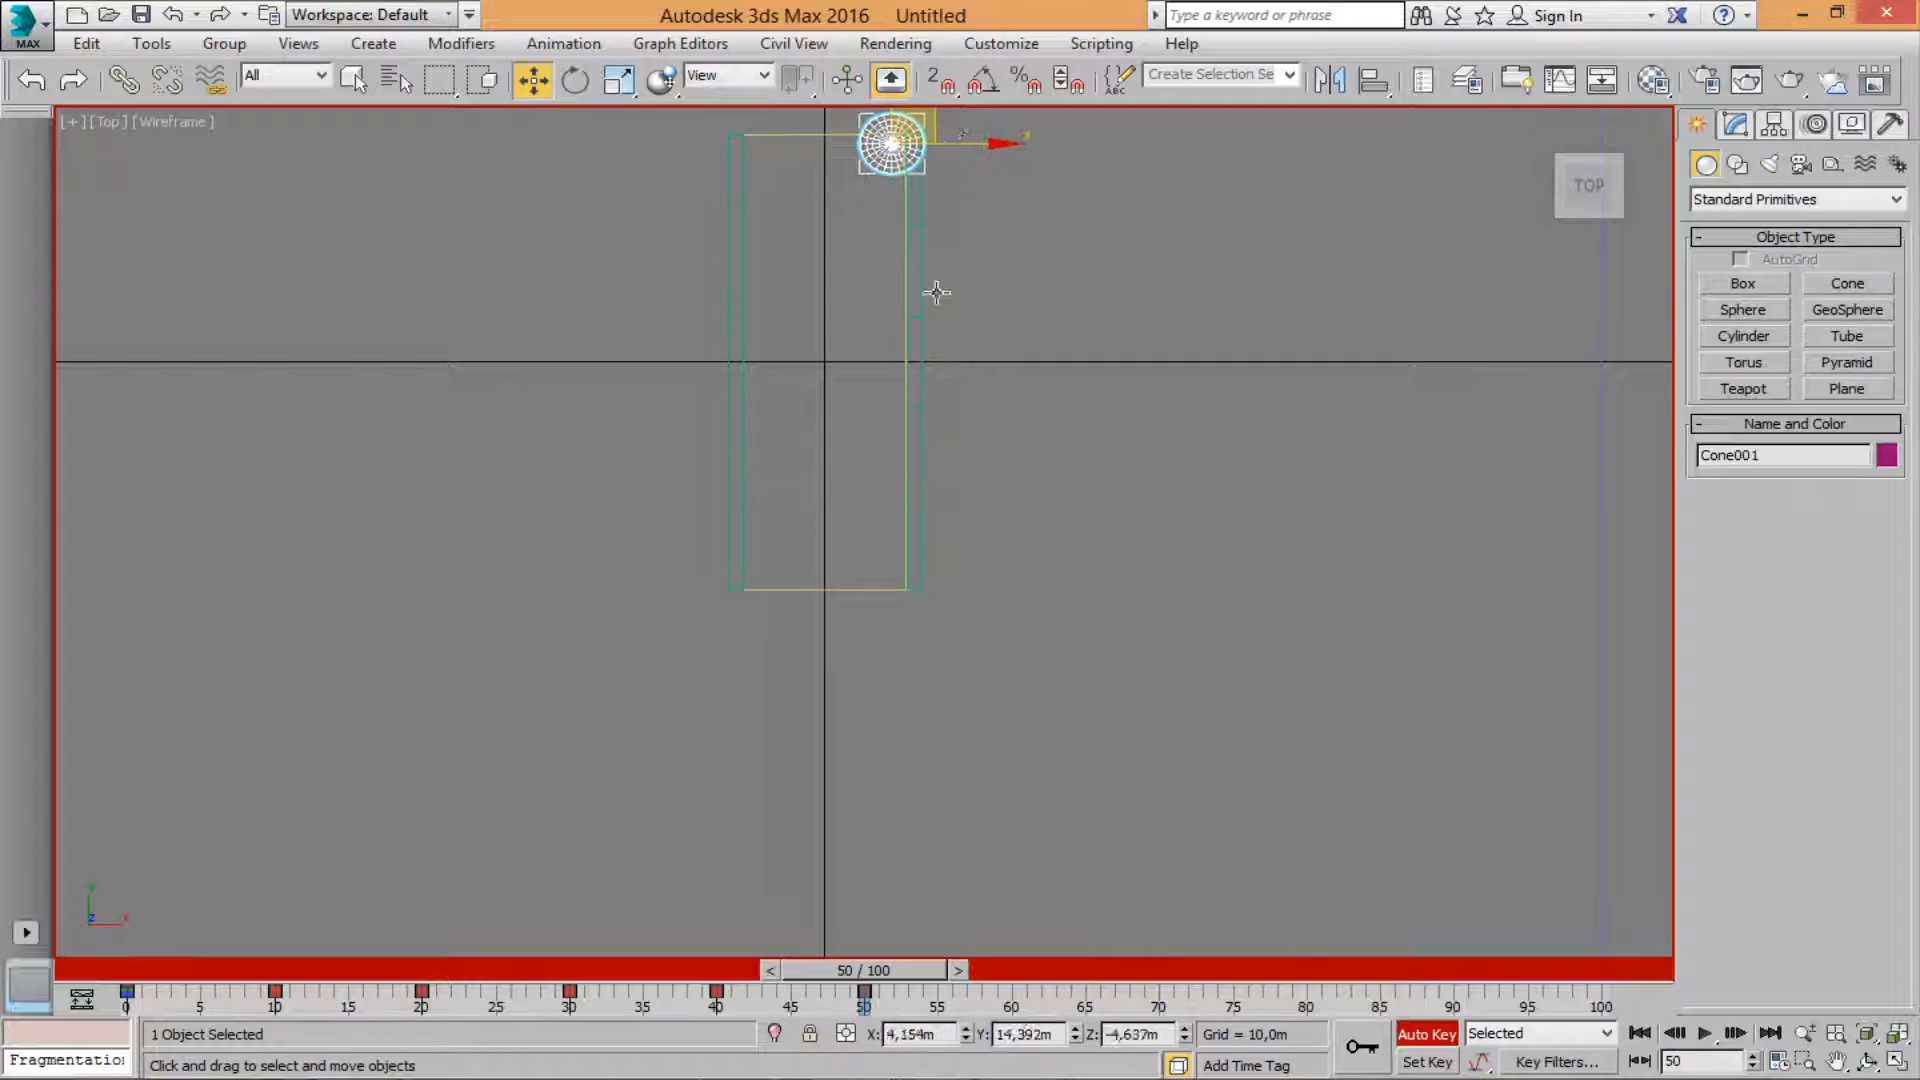 MAX
Workspace: Default
Autodesk 3ds Max 2016 Untitled
Type a keyword or phrase
Sign In
Edit Tools Group Views Create Modifiers Animation Graph Editors Civil View Rendering Customize Scripting Help
All
View
Create Selection Se
[+] [Top] [Wireframe]
TOP
Standard Primitives
Object Type
AutoGrid
Box Cone
Sphere GeoSphere
Cylinder Tube
Torus Pyramid
Teapot Plane
Name and Color
Cone001
50 / 100
0 5 10 15 20 25 30 35 40 45 50 55 60 65 70 75 80 85 90 95 100
1 Object Selected
X: 4,154m Y: 14,392m Z: -4,637m Grid = 10,0m
Auto Key Selected
Fragmentation
Click and drag to select and move objects
Add Time Tag
Set Key Key Filters... 50